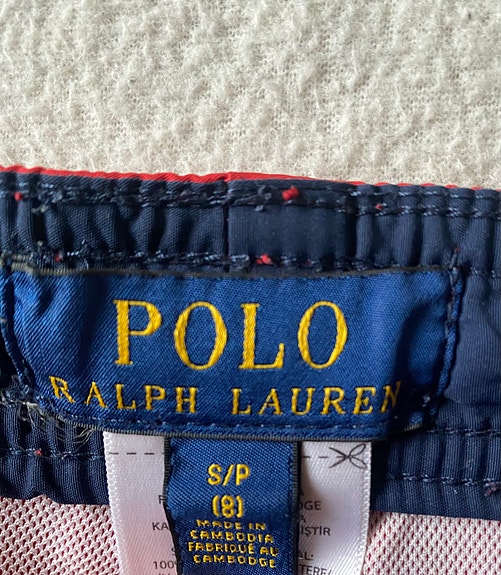 POLO
RALPH LAUREN
S/P
(8)
MADE IN
CAMBODIA
FABRIQUÉ AU
CAMBODGE